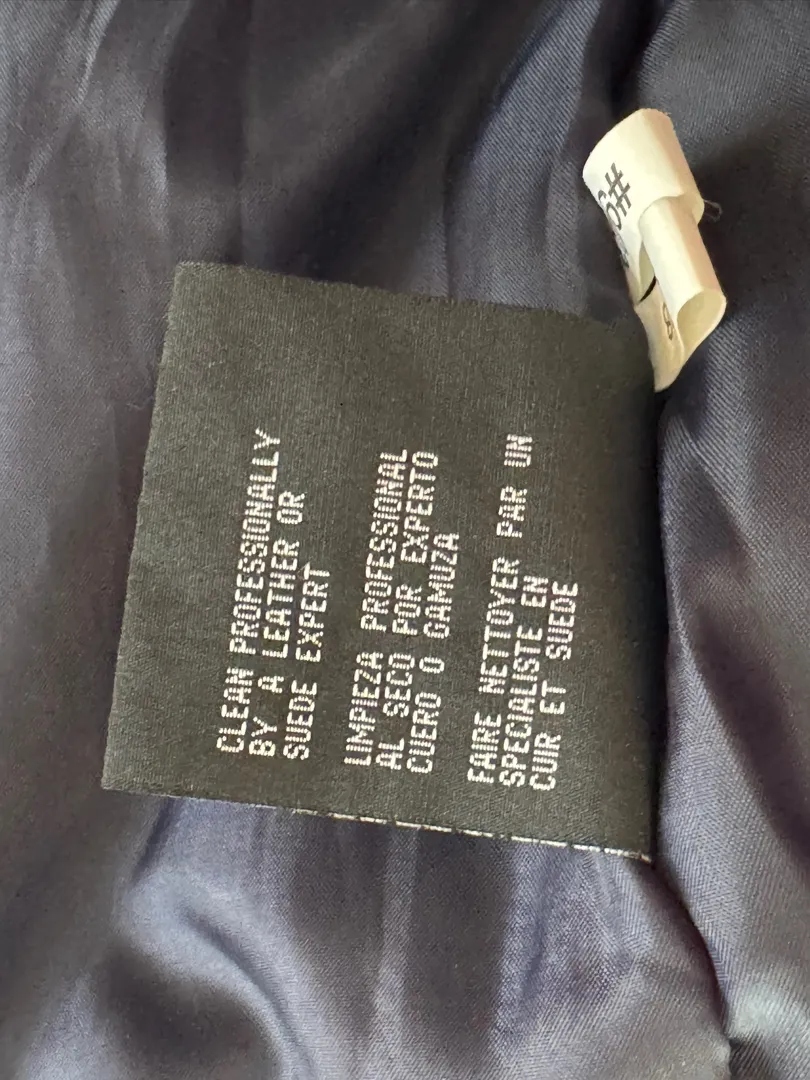 CLEAN PROFESSIONALLY
BY A LEATHER OR
SUEDE EXPERT
LIMPIEZA PROFESSIONAL
AL SECO POR EXPERTO
CUERO O GAMUZA
FAIRE NETTOYER PAR UN
SPECIALISTE EN
CUIR ET SUEDE